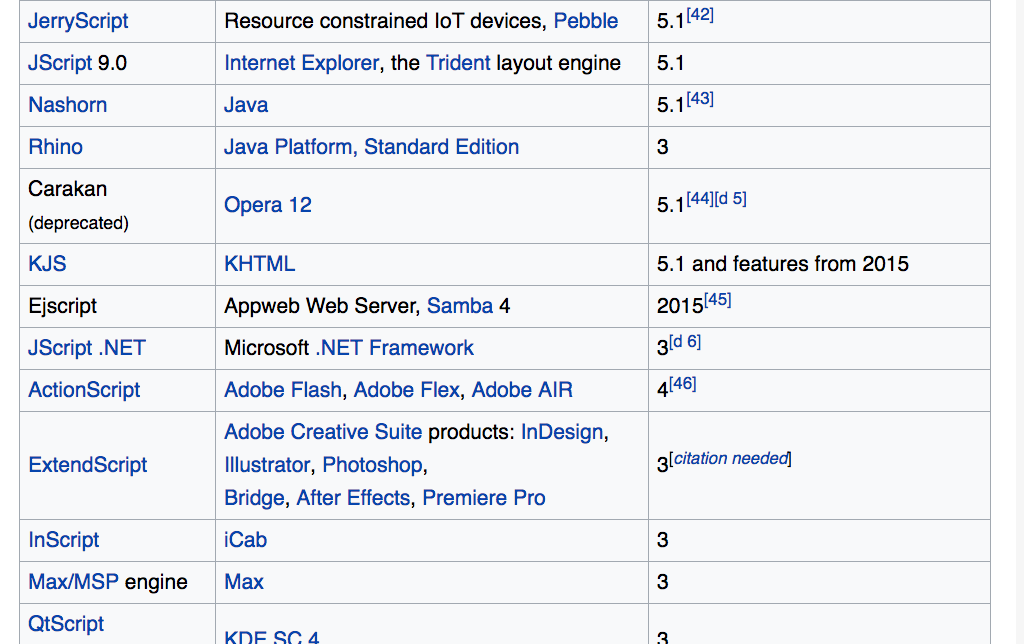 JerryScript Resource constrained IoT devices, Pebble 5.1[42]
JScript 9.0 Internet Explorer, the Trident layout engine 5.1
Nashorn Java 5.1[43]
Rhino Java Platform, Standard Edition 3
Carakan
(deprecated)
Opera 12 5.1[44][d 5]
KJS KHTML 5.1 and features from 2015
Ejscript Appweb Web Server, Samba 4 2015[45]
JScript .NET Microsoft .NET Framework 3[d 6]
ActionScript Adobe Flash, Adobe Flex, Adobe AIR 4[46]
ExtendScript
Adobe Creative Suite products: InDesign,
Illustrator, Photoshop,
Bridge, After Effects, Premiere Pro
3[citation needed]
InScript iCab 3
Max/MSP engine Max 3
QtScript
KDE SC 4 3